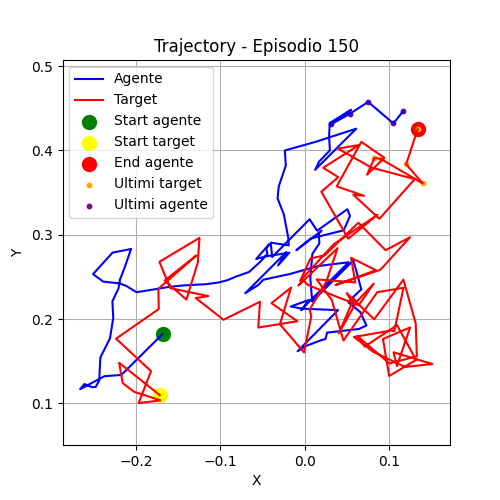 Trajectory - Episodio 150
Agente
Target
Start agente
Start target
End agente
Ultimi target
Ultimi agente
0.5
0.4
0.3
0.2
0.1
Y
−0.2
−0.1
0.0
0.1
X